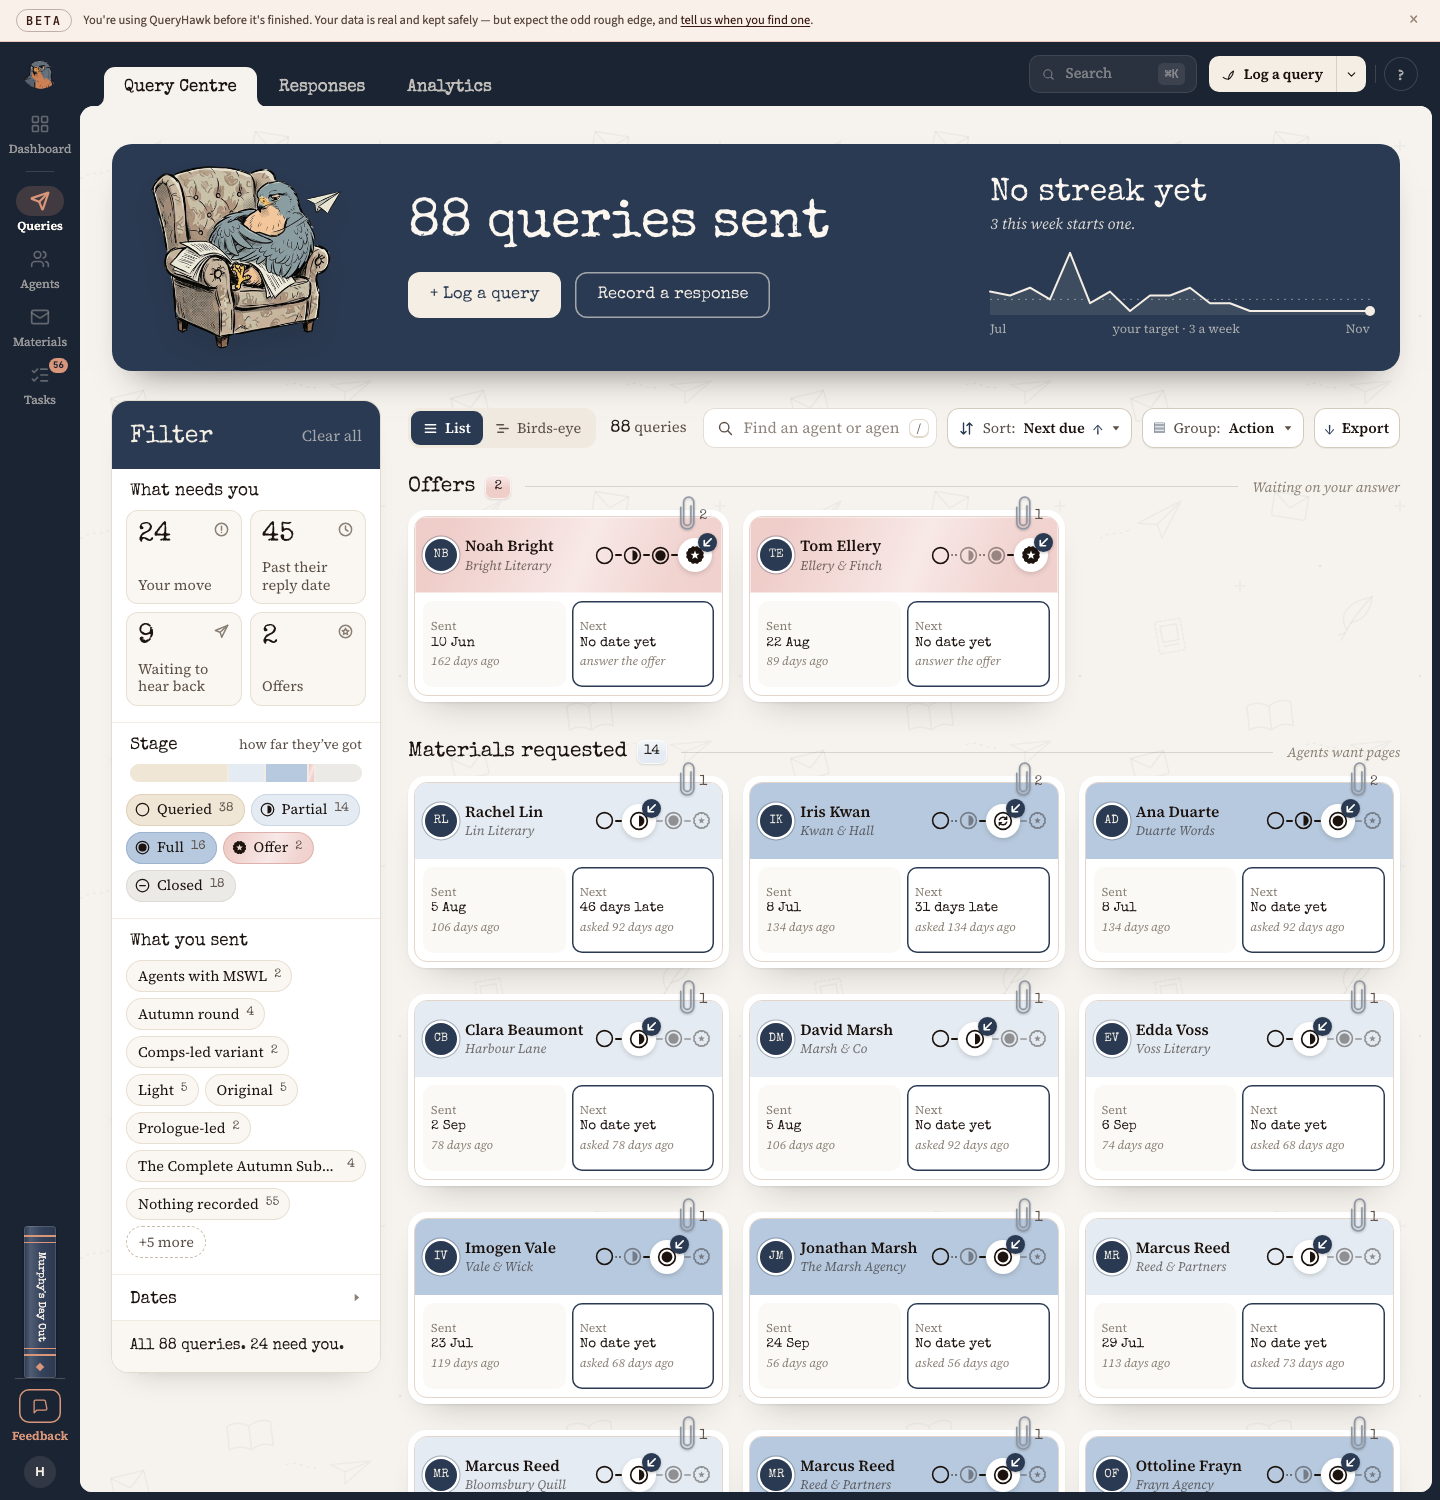 BETA You're using QueryHawk before it's finished. Your data is real and kept safely — but expect the odd rough edge, and tell us when you find one. ×
Query Centre Responses Analytics Search ⌘K Log a query ?
Dashboard
Queries
Agents
Materials
56
Tasks
Murphy's Day Out
Feedback
H
88 queries sent
+ Log a query Record a response
No streak yet
3 this week starts one.
Jul your target · 3 a week Nov
Filter Clear all
What needs you
24 45
Your move Past their reply date
9 2
Waiting to hear back Offers
Stage how far they've got
Queried 38 Partial 14
Full 16 Offer 2
Closed 18
What you sent
Agents with MSWL 2
Autumn round 4
Comps-led variant 2
Light 5 Original 5
Prologue-led 2
The Complete Autumn Sub... 4
Nothing recorded 55
+5 more
Dates
All 88 queries. 24 need you.
List Birds-eye 88 queries Find an agent or agen / Sort: Next due ↑ Group: Action ↓ Export
Offers 2 Waiting on your answer
2 1
NB Noah Bright TE Tom Ellery
Bright Literary Ellery & Finch
Sent Next Sent Next
10 Jun No date yet 22 Aug No date yet
162 days ago answer the offer 89 days ago answer the offer
Materials requested 14 Agents want pages
1 2 2
RL Rachel Lin IK Iris Kwan AD Ana Duarte
Lin Literary Kwan & Hall Duarte Words
Sent Next Sent Next Sent Next
5 Aug 46 days late 8 Jul 31 days late 8 Jul No date yet
106 days ago asked 92 days ago 134 days ago asked 134 days ago 134 days ago asked 92 days ago
1 1 1
CB Clara Beaumont DM David Marsh EV Edda Voss
Harbour Lane Marsh & Co Voss Literary
Sent Next Sent Next Sent Next
2 Sep No date yet 5 Aug No date yet 6 Sep No date yet
78 days ago asked 78 days ago 106 days ago asked 92 days ago 74 days ago asked 68 days ago
1 1 1
IV Imogen Vale JM Jonathan Marsh MR Marcus Reed
Vale & Wick The Marsh Agency Reed & Partners
Sent Next Sent Next Sent Next
23 Jul No date yet 24 Sep No date yet 29 Jul No date yet
119 days ago asked 68 days ago 56 days ago asked 56 days ago 113 days ago asked 73 days ago
1 1 1
MR Marcus Reed MR Marcus Reed OF Ottoline Frayn
Bloomsbury Quill Reed & Partners Frayn Agency